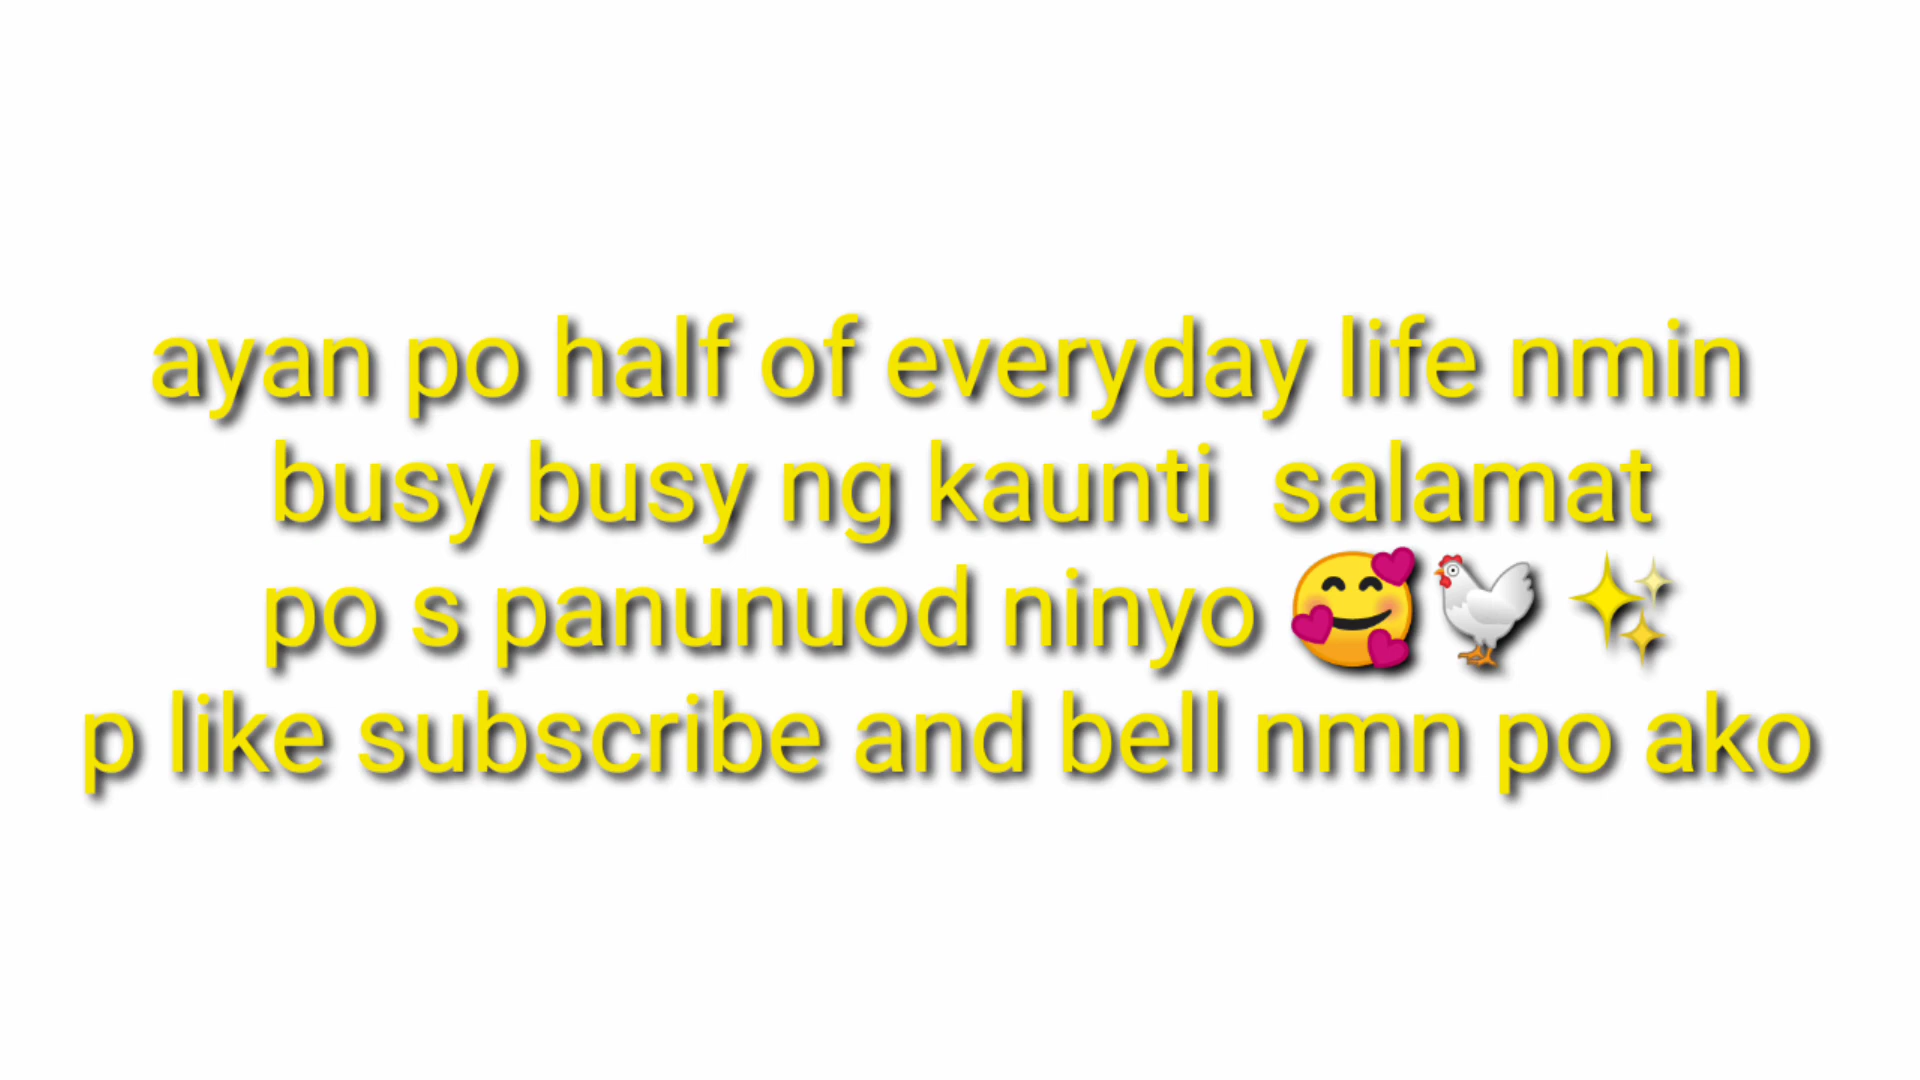 ayan po half of everyday life nmin
busy busy ng kaunti  salamat
po s panunuod ninyo 🥰🐓✨
p like subscribe and bell nmn po ako